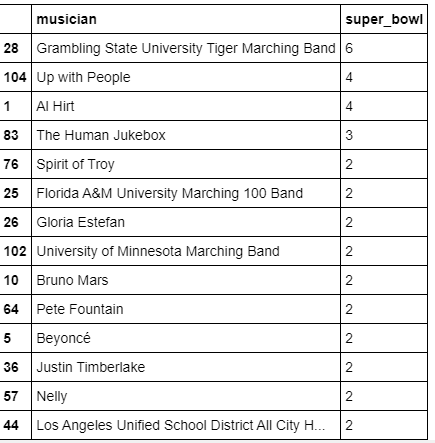 musician super_bowl
28 Grambling State University Tiger Marching Band 6
104 Up with People 4
1 Al Hirt 4
83 The Human Jukebox 3
76 Spirit of Troy 2
25 Florida A&M University Marching 100 Band 2
26 Gloria Estefan 2
102 University of Minnesota Marching Band 2
10 Bruno Mars 2
64 Pete Fountain 2
5 Beyoncé 2
36 Justin Timberlake 2
57 Nelly 2
44 Los Angeles Unified School District All City H... 2